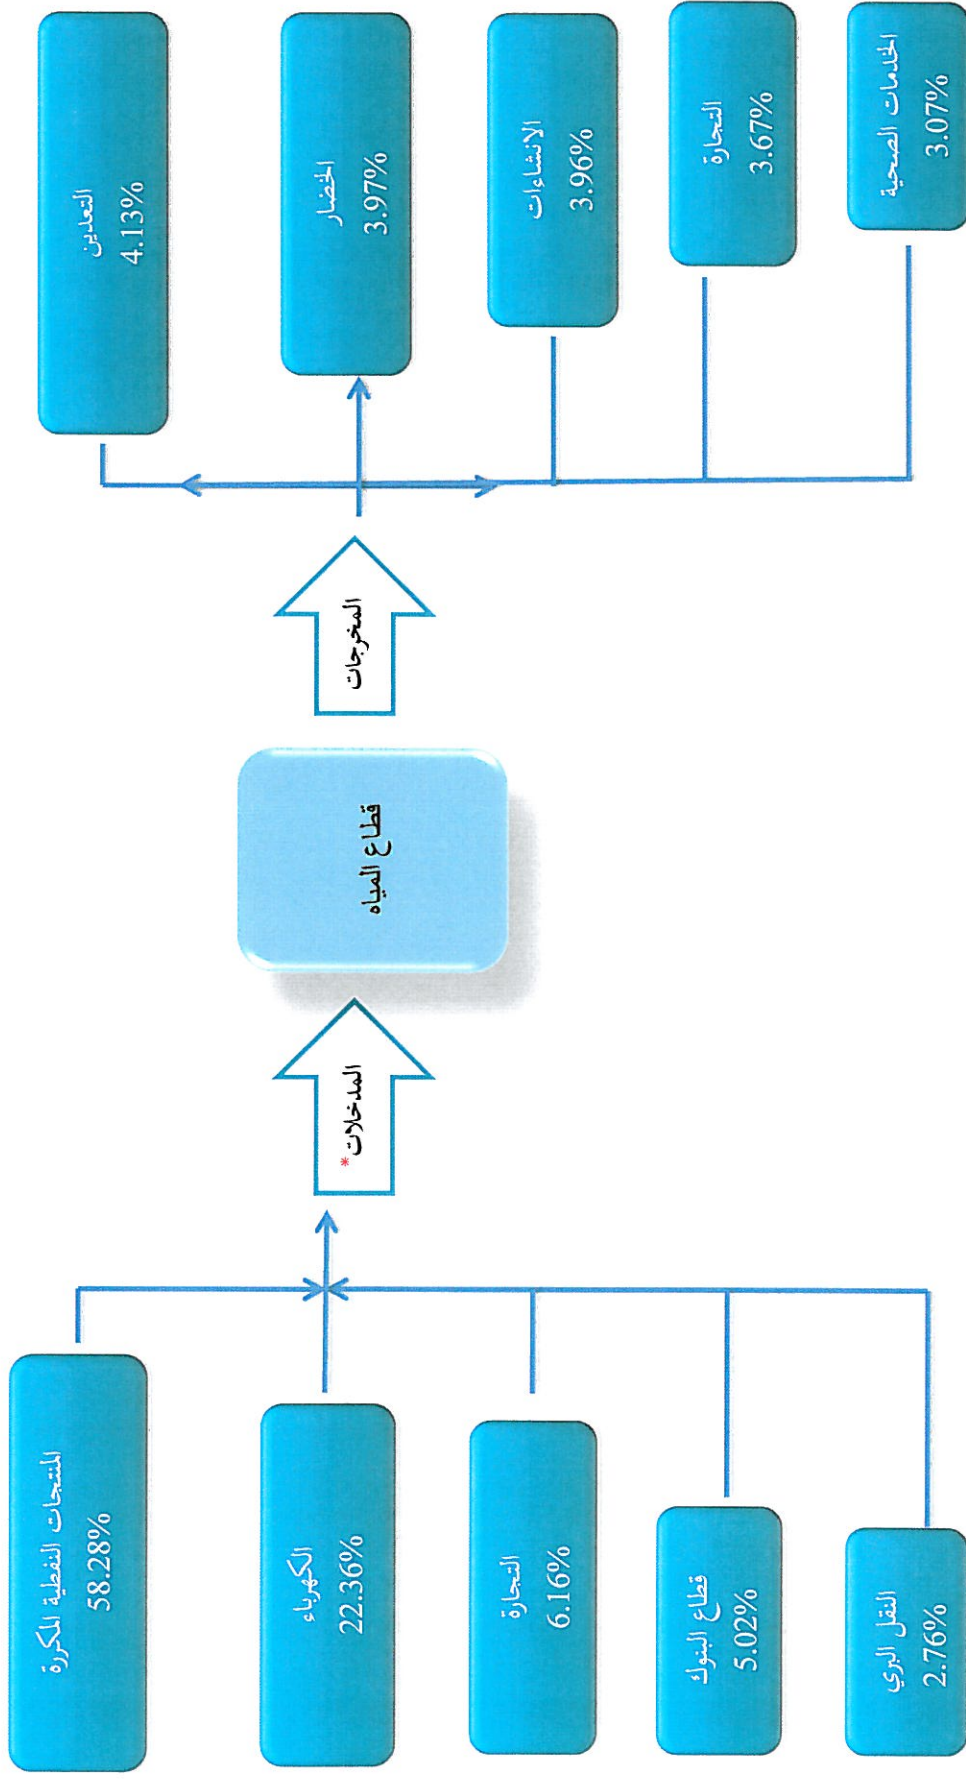 المنتجات النفطية المكررة
58.28%
الكهرباء
22.36%
التجارة
6.16%
قطاع البنوك
5.02%
النقل البري
2.76%
المدخلات*
قطاع المياه
المخرجات
التعدين
4.13%
الخضار
3.97%
الانشاءات
3.96%
التجارة
3.67%
الخدمات الصحية
3.07%